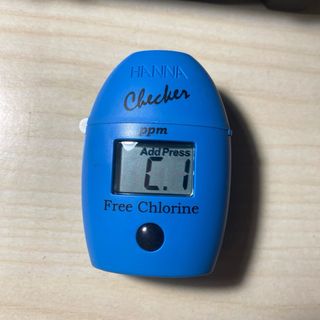 HANNA
Checker
ppm
Add Press
C.1
Free Chlorine